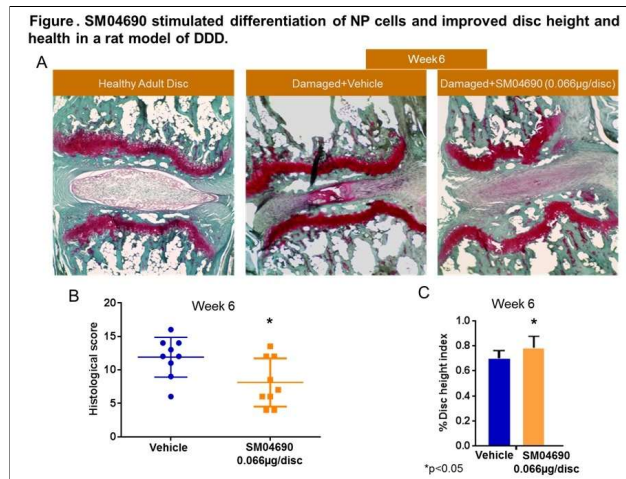 Figure. SM04690 stimulated differentiation of NP cells and improved disc height and
health in a rat model of DDD.
A
Week6
Healthy Adult Disc
Damaged+Vehicle
Damaged+SM04690 (0.066µg/disc)
B
Week 6
Histological score
20
15
10
5
0
*
Vehicle
SM04690
0.066µg/disc
C
Week 6
% Disc height index
1.0
0.8
0.6
0.4
0.2
0.0
*
Vehicle
SM04690
0.066µg/disc
*p<0.05